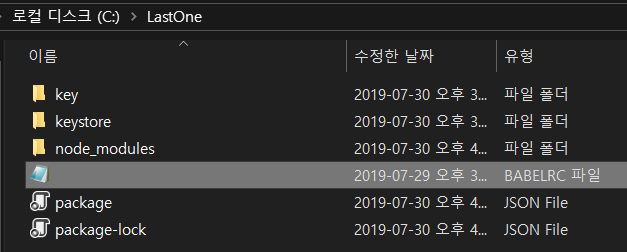 로컬 디스크 (C:) > LastOne
이름 수정한 날짜 유형
key 2019-07-30 오후 3... 파일 폴더
keystore 2019-07-30 오후 3... 파일 폴더
node_modules 2019-07-30 오후 4... 파일 폴더
2019-07-29 오후 3... BABELRC 파일
package 2019-07-30 오후 4... JSON File
package-lock 2019-07-30 오후 4... JSON File